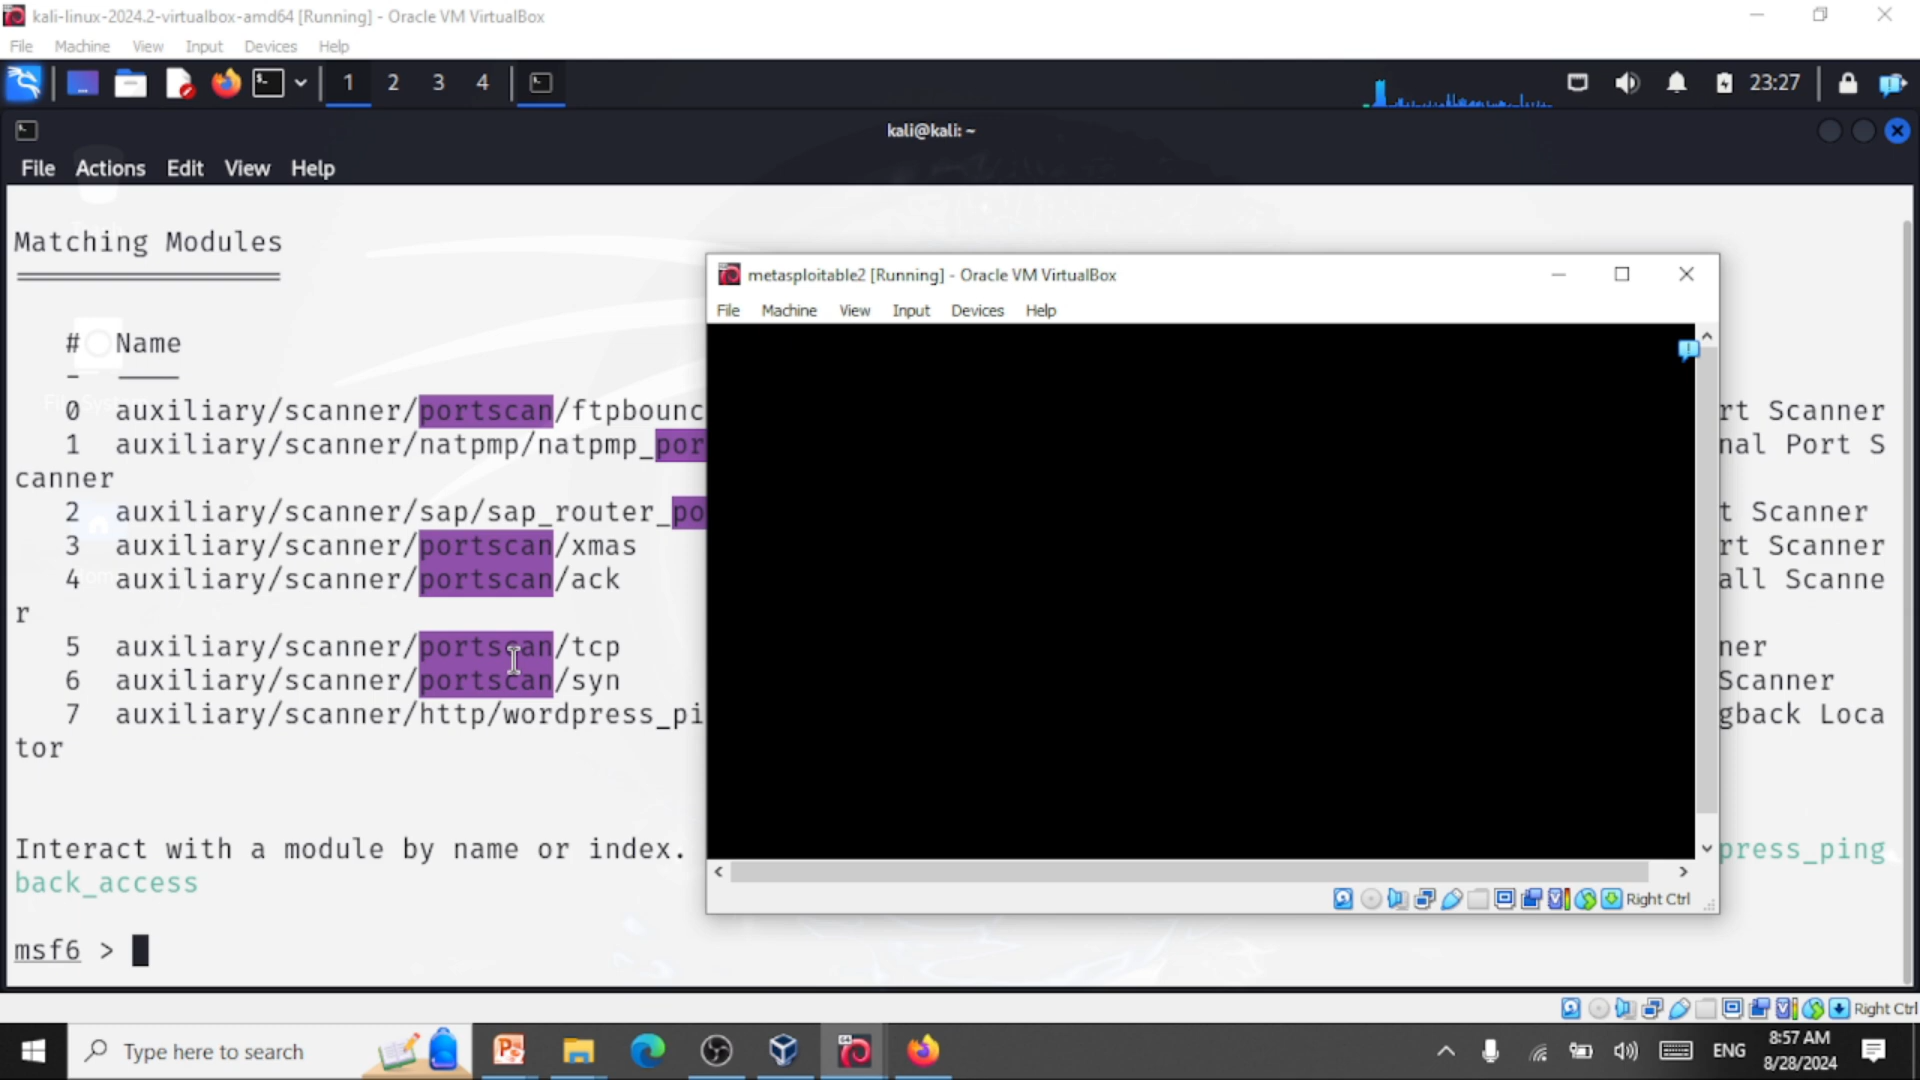 kali-linux-2024.2-virtualbox-amd64 [Running] - Oracle VM VirtualBox
File Machine View Input Devices Help
1 2 3 4 23:27
kali@kali: ~
File Actions Edit View Help
Matching Modules
# Name
0 auxiliary/scanner/portscan/ftpbounc rt Scanner
1 auxiliary/scanner/natpmp/natpmp_por nal Port S
canner
2 auxiliary/scanner/sap/sap_router_po t Scanner
3 auxiliary/scanner/portscan/xmas rt Scanner
4 auxiliary/scanner/portscan/ack all Scanne
r
5 auxiliary/scanner/portscan/tcp ner
6 auxiliary/scanner/portscan/syn Scanner
7 auxiliary/scanner/http/wordpress_pi gback Loca
tor
Interact with a module by name or index. press_ping
back_access
msf6 >
metasploitable2 [Running] - Oracle VM VirtualBox
File Machine View Input Devices Help
Right Ctrl
Right Ctrl
Type here to search
ENG
8:57 AM
8/28/2024